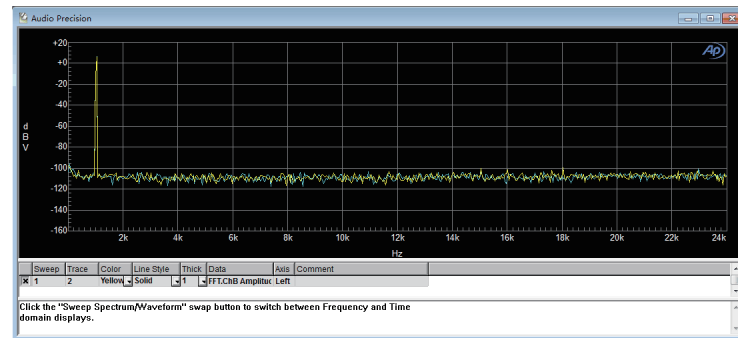 Audio Precision
+20
+0
-20
-40
-60
d
B
V
-80
-100
-120
-140
-160
2k 4k 6k 8k 10k 12k 14k 16k 18k 20k 22k 24k
Hz
Ap
Sweep Trace Color Line Style Thick Data Axis Comment
1 2 Yellow Solid 1 FFT.ChB Amplituc Left
Click the "Sweep Spectrum/Waveform" swap button to switch between Frequency and Time
domain displays.